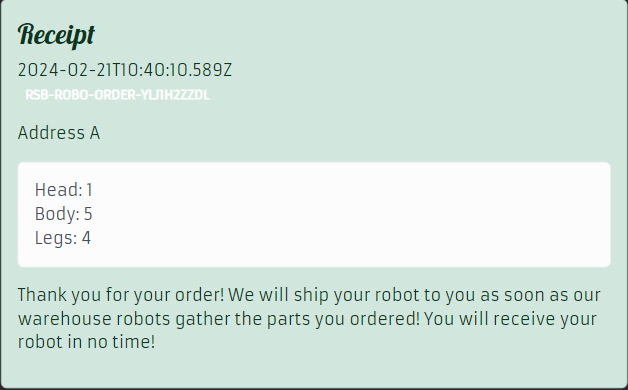 Receipt
2024-02-21T10:40:10.589Z
RSB-ROBO-ORDER-YLJ1H2ZZDL
Address A
Head: 1
Body: 5
Legs: 4
Thank you for your order! We will ship your robot to you as soon as our
warehouse robots gather the parts you ordered! You will receive your
robot in no time!